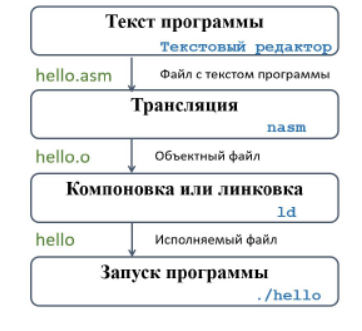 Текст программы
Текстовый редактор
hello.asm Файл с текстом программы
Трансляция
nasm
hello.o Объектный файл
Компоновка или линковка
ld
hello Исполняемый файл
Запуск программы
./hello